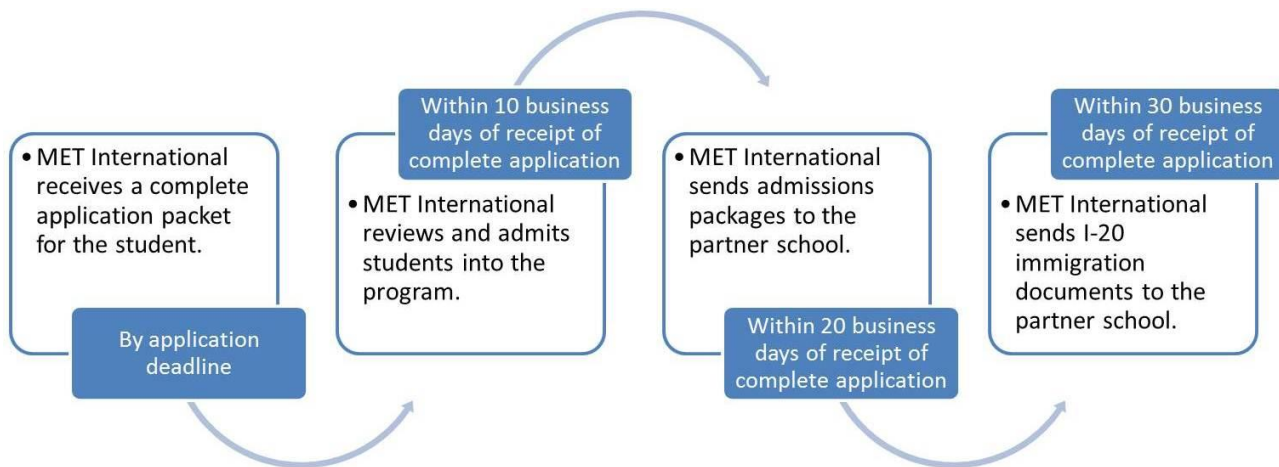 • MET International
receives a complete
application packet
for the student.
By application
deadline
Within 10 business
days of receipt of
complete application
• MET International
reviews and admits
students into the
program.
• MET International
sends admissions
packages to the
partner school.
Within 20 business
days of receipt of
complete application
Within 30 business
days of receipt of
complete application
• MET International
sends I-20
immigration
documents to the
partner school.